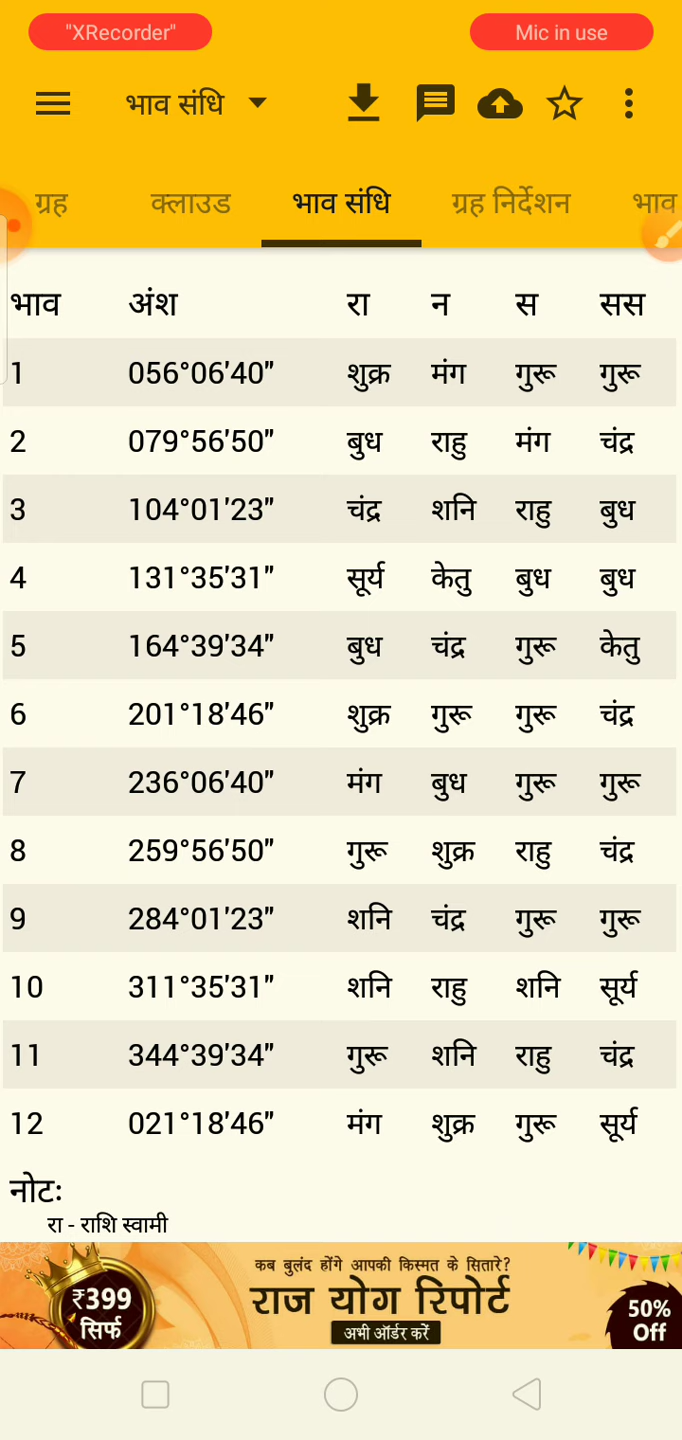 "XRecorder" Mic in use
भाव संधि
ग्रह क्लाउड भाव संधि ग्रह निर्देशन भाव
भाव अंश रा न स सस
1 056°06'40" शुक्र मंग गुरू गुरू
2 079°56'50" बुध राहु मंग चंद्र
3 104°01'23" चंद्र शनि राहु बुध
4 131°35'31" सूर्य केतु बुध बुध
5 164°39'34" बुध चंद्र गुरू केतु
6 201°18'46" शुक्र गुरू गुरू चंद्र
7 236°06'40" मंग बुध गुरू गुरू
8 259°56'50" गुरू शुक्र राहु चंद्र
9 284°01'23" शनि चंद्र गुरू गुरू
10 311°35'31" शनि राहु शनि सूर्य
11 344°39'34" गुरू शनि राहु चंद्र
12 021°18'46" मंग शुक्र गुरू सूर्य
नोटः
रा - राशि स्वामी
कब बुलंद होंगे आपकी किस्मत के सितारे?
₹399 सिर्फ राज योग रिपोर्ट 50% Off
अभी ऑर्डर करें